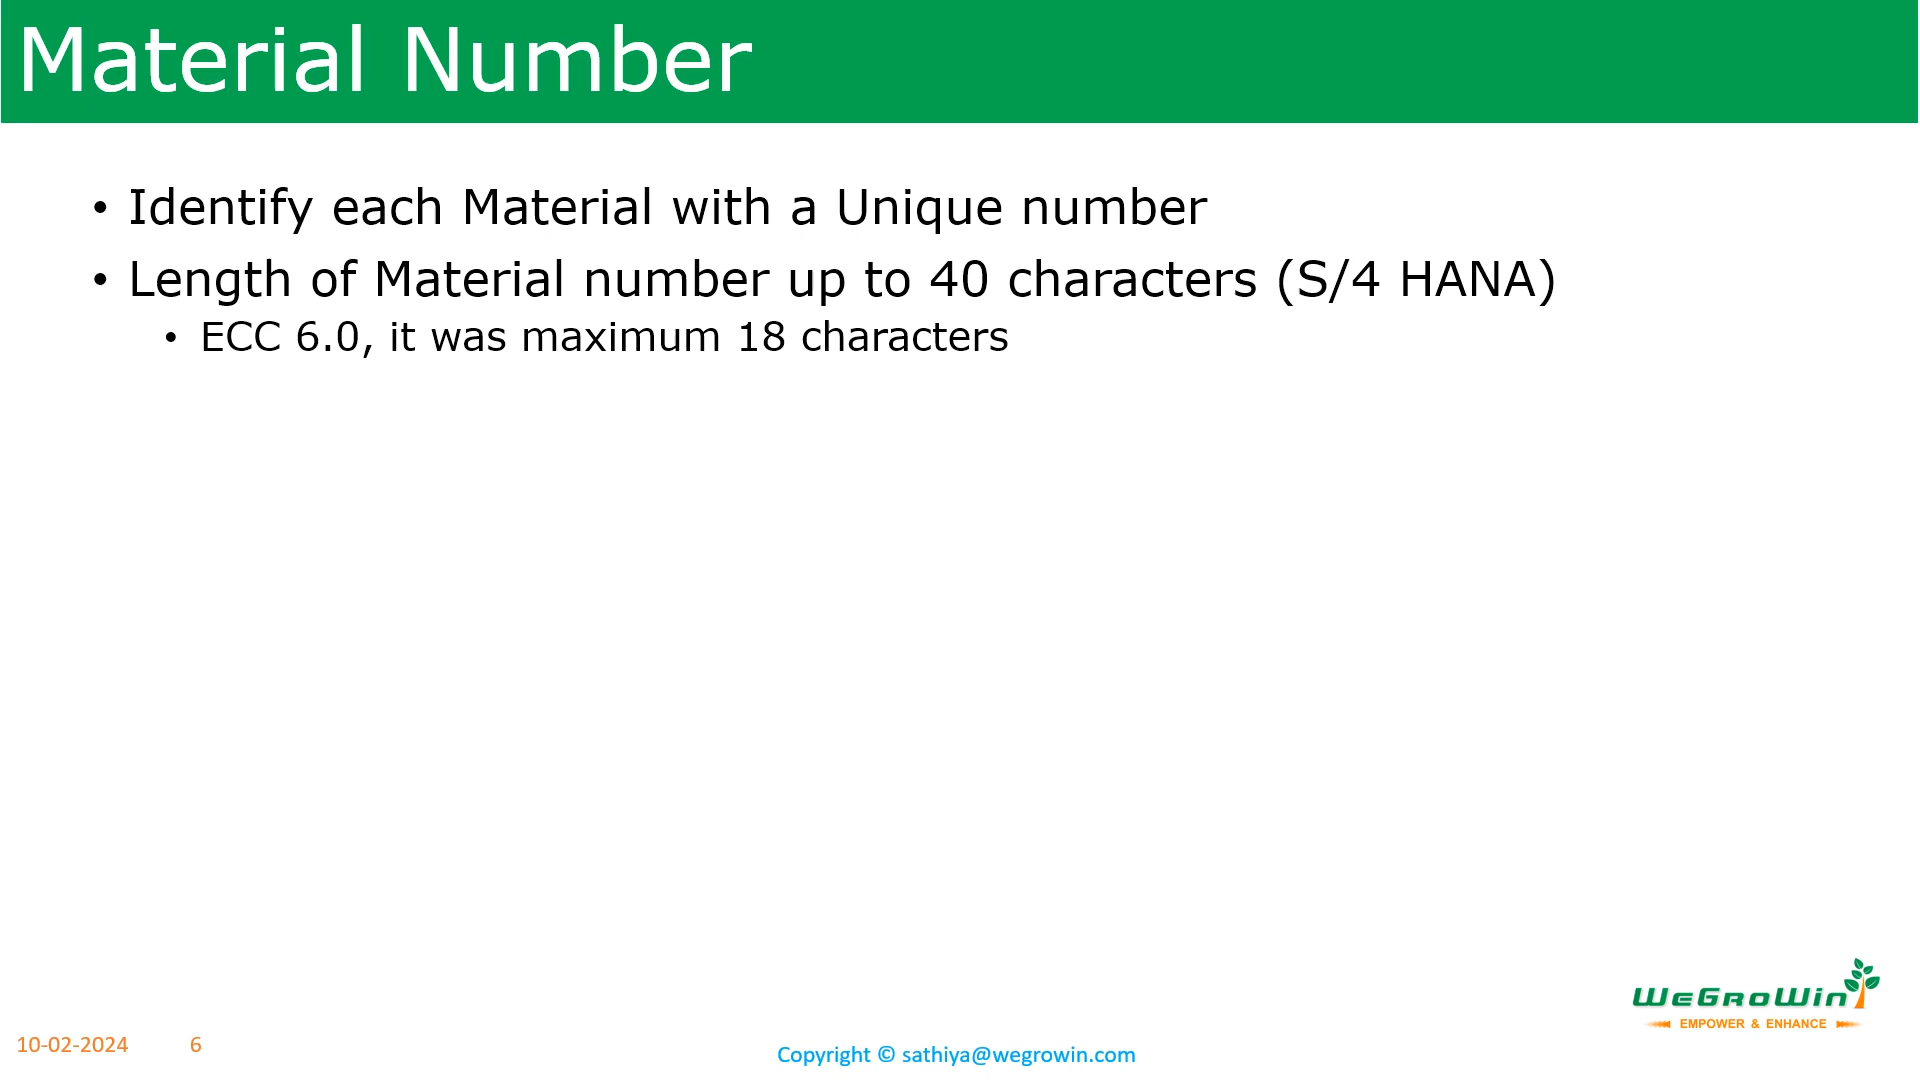 Material Number
• Identify each Material with a Unique number
• Length of Material number up to 40 characters (S/4 HANA)
• ECC 6.0, it was maximum 18 characters
WeGroWin
EMPOWER & ENHANCE
10-02-2024 6
Copyright © sathiya@wegrowin.com